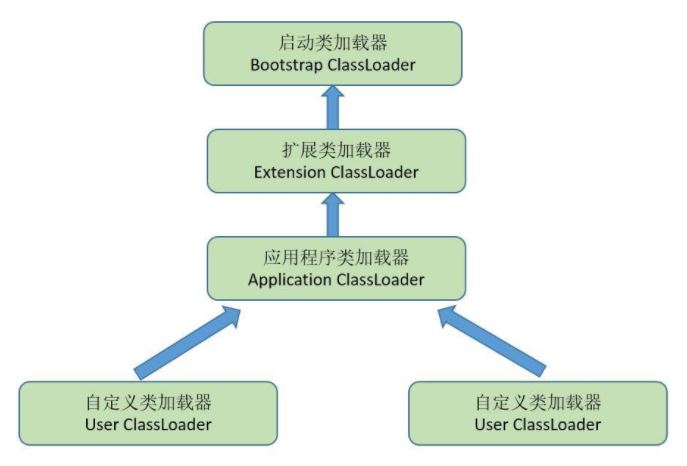 启动类加载器
Bootstrap ClassLoader
扩展类加载器
Extension ClassLoader
应用程序类加载器
Application ClassLoader
自定义类加载器
User ClassLoader
自定义类加载器
User ClassLoader